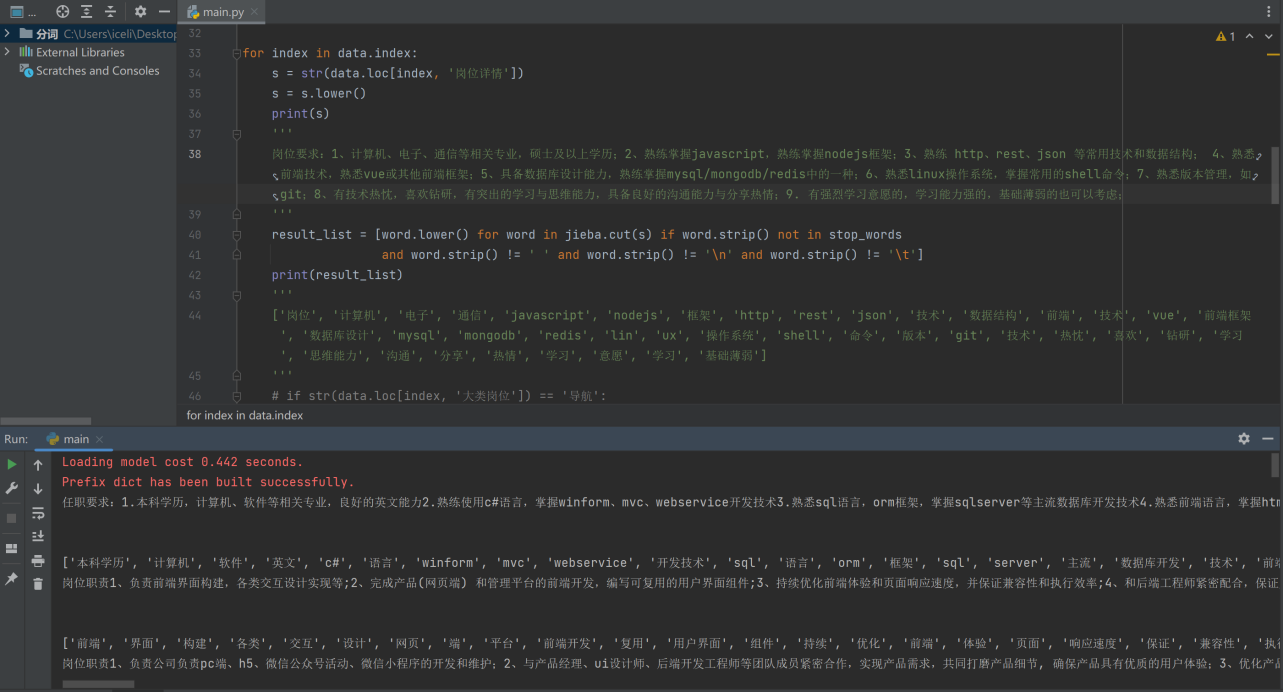 ...
main.py
分词 C:\Users\iceli\Desktop
External Libraries
Scratches and Consoles
1
32
33 for index in data.index:
34 s = str(data.loc[index, '岗位详情'])
35 s = s.lower()
36 print(s)
37 '''
38 岗位要求：1、计算机、电子、通信等相关专业，硕士及以上学历；2、熟练掌握javascript，熟练掌握nodejs框架；3、熟练 http、rest、json 等常用技术和数据结构； 4、熟悉
前端技术，熟悉vue或其他前端框架；5、具备数据库设计能力，熟练掌握mysql/mongodb/redis中的一种；6、熟悉linux操作系统，掌握常用的shell命令；7、熟悉版本管理，如
git；8、有技术热忱，喜欢钻研，有突出的学习与思维能力，具备良好的沟通能力与分享热情；9. 有强烈学习意愿的，学习能力强的，基础薄弱的也可以考虑；
39 '''
40 result_list = [word.lower() for word in jieba.cut(s) if word.strip() not in stop_words
41 and word.strip() != ' ' and word.strip() != '\n' and word.strip() != '\t']
42 print(result_list)
43 '''
44 ['岗位', '计算机', '电子', '通信', 'javascript', 'nodejs', '框架', 'http', 'rest', 'json', '技术', '数据结构', '前端', '技术', 'vue', '前端框架
', '数据库设计', 'mysql', 'mongodb', 'redis', 'lin', 'ux', '操作系统', 'shell', '命令', '版本', 'git', '技术', '热忱', '喜欢', '钻研', '学习
', '思维能力', '沟通', '分享', '热情', '学习', '意愿', '学习', '基础薄弱']
45 '''
46 # if str(data.loc[index, '大类岗位']) == '导航':
for index in data.index
Run: main
Loading model cost 0.442 seconds.
Prefix dict has been built successfully.
任职要求：1.本科学历，计算机、软件等相关专业，良好的英文能力2.熟练使用c#语言，掌握winform、mvc、webservice开发技术3.熟悉sql语言，orm框架，掌握sqlserver等主流数据库开发技术4.熟悉前端语言，掌握htm
['本科学历', '计算机', '软件', '英文', 'c#', '语言', 'winform', 'mvc', 'webservice', '开发技术', 'sql', '语言', 'orm', '框架', 'sql', 'server', '主流', '数据库开发', '技术', '前端
岗位职责1、负责前端界面构建，各类交互设计实现等;2、完成产品(网页端) 和管理平台的前端开发，编写可复用的用户界面组件;3、持续优化前端体验和页面响应速度，并保证兼容性和执行效率;4、和后端工程师紧密配合，保证
['前端', '界面', '构建', '各类', '交互', '设计', '网页', '端', '平台', '前端开发', '复用', '用户界面', '组件', '持续', '优化', '前端', '体验', '页面', '响应速度', '保证', '兼容性', '执行
岗位职责1、负责公司负责pc端、h5、微信公众号活动、微信小程序的开发和维护；2、与产品经理、ui设计师、后端开发工程师等团队成员紧密合作，实现产品需求，共同打磨产品细节, 确保产品具有优质的用户体验；3、优化产品